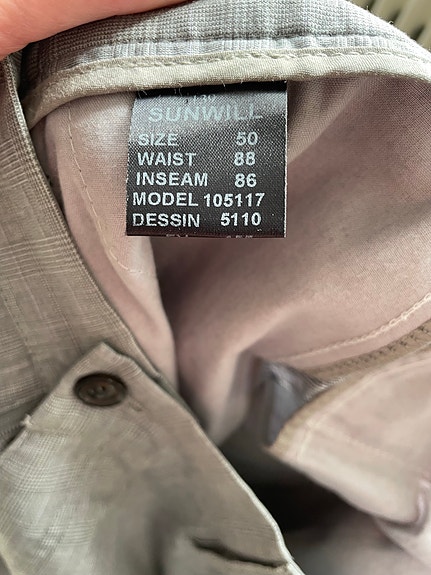 SUNWILL
SIZE 50
WAIST 88
INSEAM 86
MODEL 105117
DESSIN 5110